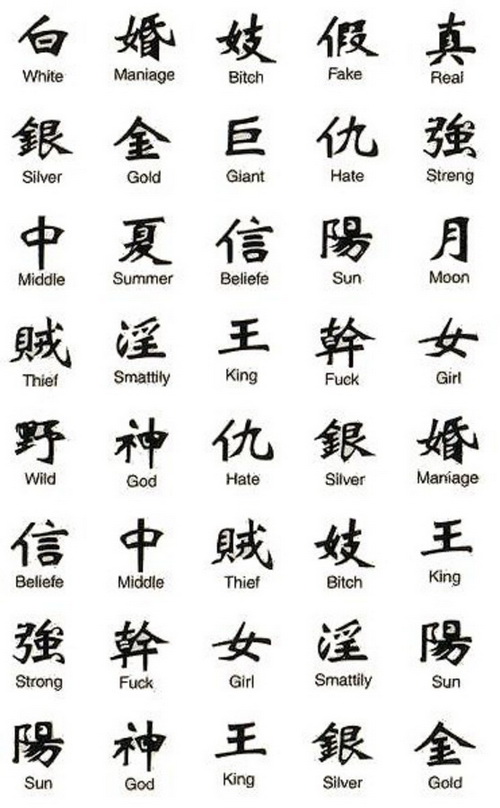 白 婚 妓 假 真
White Maniage Bitch Fake Real
銀 金 巨 仇 強
Silver Gold Giant Hate Streng
中 夏 信 陽 月
Middle Summer Beliefe Sun Moon
賊 淫 王 幹 女
Thief Smattily King Fuck Girl
野 神 仇 銀 婚
Wild God Hate Silver Maniage
信 中 賊 妓 王
Beliefe Middle Thief Bitch King
強 幹 女 淫 陽
Strong Fuck Girl Smattily Sun
陽 神 王 銀 金
Sun God King Silver Gold